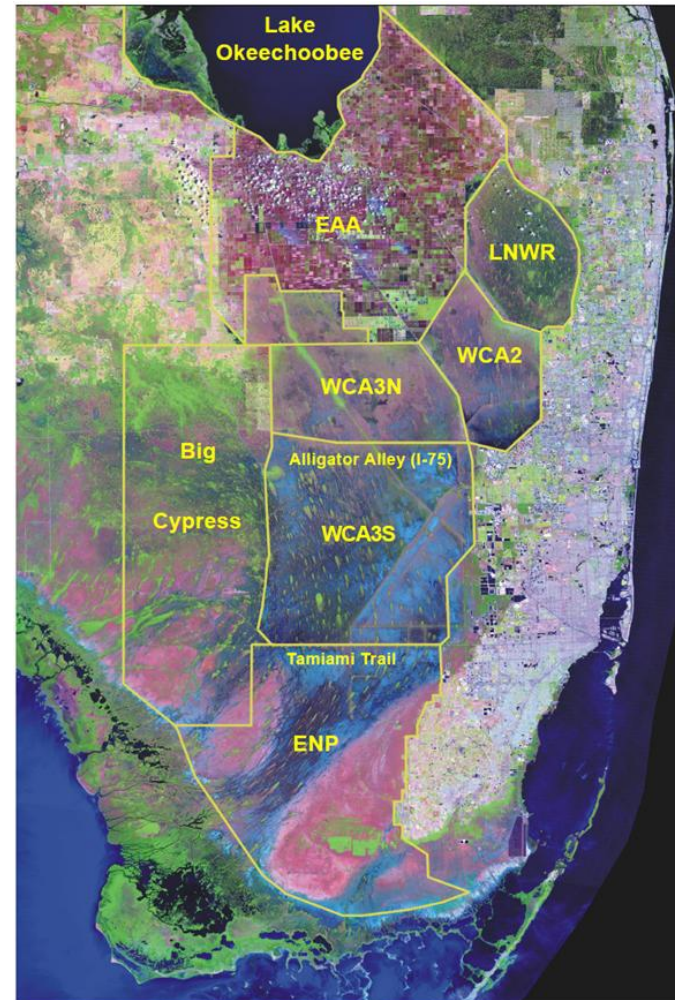 Lake
Okeechoobee
EAA
LNWR
WCA2
WCA3N
Big
Alligator Alley (I-75)
Cypress
WCA3S
Tamiami Trail
ENP